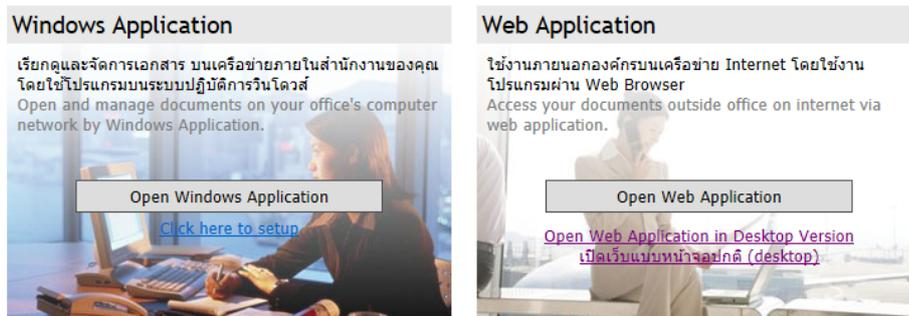 Windows Application
เรียกดูและจัดการเอกสาร บนเครือข่ายภายในสำนักงานของคุณ
โดยใช้โปรแกรมบนระบบปฏิบัติการวินโดวส์
Open and manage documents on your office's computer
network by Windows Application.
Open Windows Application
Click here to setup
Web Application
ใช้งานภายนอกองค์กรบนเครือข่าย Internet โดยใช้งาน
โปรแกรมผ่าน Web Browser
Access your documents outside office on internet via
web application.
Open Web Application
Open Web Application in Desktop Version
เปิดเว็บแบบหน้าจอปกติ (desktop)